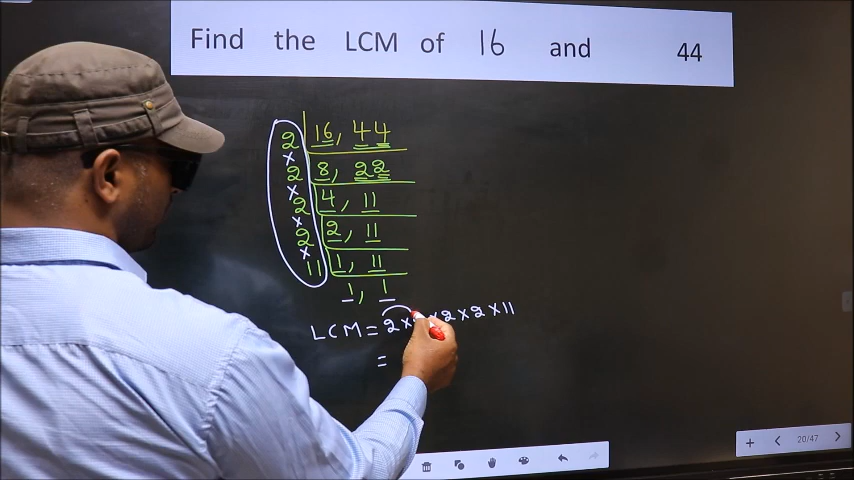 Find the LCM of 16 and 44
2 | 16, 44
×
2 | 8, 22
×
2 | 4, 11
×
2 | 2, 11
×
11 | 1, 11
1, 1
LCM = 2 × × 2 × 2 × 11
=
20/47